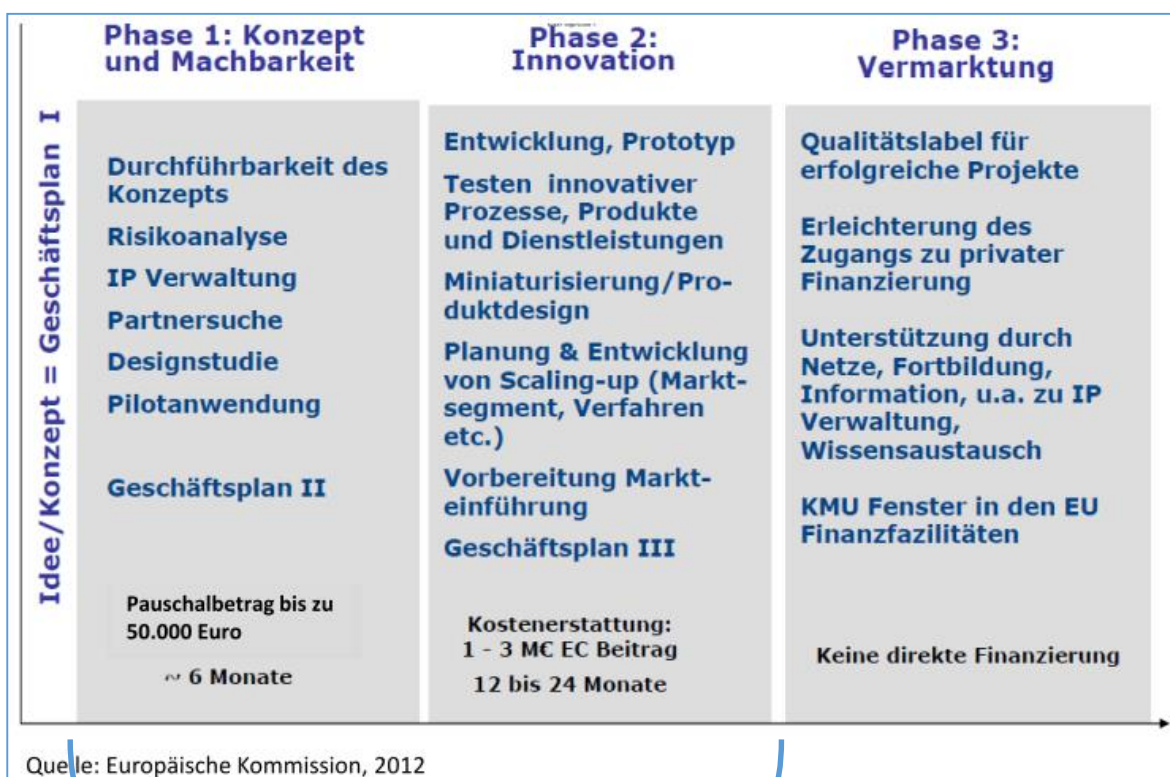 Phase 1: Konzept
und Machbarkeit
Phase 2:
Innovation
Phase 3:
Vermarktung
Idee/Konzept = Geschäftsplan I
Durchführbarkeit des
Konzepts
Risikoanalyse
IP Verwaltung
Partnersuche
Designstudie
Pilotanwendung
Geschäftsplan II
Pauschalbetrag bis zu
50.000 Euro
~ 6 Monate
Entwicklung, Prototyp
Testen innovativer
Prozesse, Produkte
und Dienstleistungen
Miniaturisierung/Pro-
duktdesign
Planung & Entwicklung
von Scaling-up (Markt-
segment, Verfahren
etc.)
Vorbereitung Markt-
einführung
Geschäftsplan III
Kostenerstattung:
1 - 3 M€ EC Beitrag
12 bis 24 Monate
Qualitätslabel für
erfolgreiche Projekte
Erleichterung des
Zugangs zu privater
Finanzierung
Unterstützung durch
Netze, Fortbildung,
Information, u.a. zu IP
Verwaltung,
Wissensaustausch
KMU Fenster in den EU
Finanzfazilitäten
Keine direkte Finanzierung
Quelle: Europäische Kommission, 2012